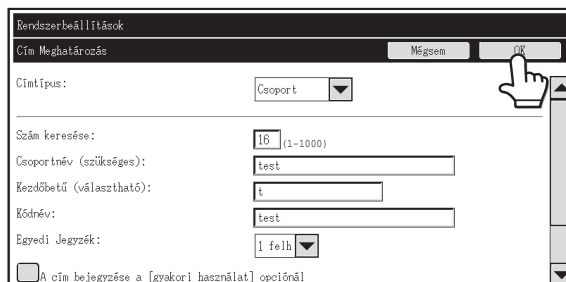 Rendszerbeállítások
Cím Meghatározás Mégsem OK
Címtípus: Csoport
Szám keresése: 16 (1-1000)
Csoportnév (szükséges): test
Kezdőbetű (választható): t
Kódnév: test
Egyedi Jegyzék: 1 felh
A cím bejegyzése a [gyakori használat] opciónál